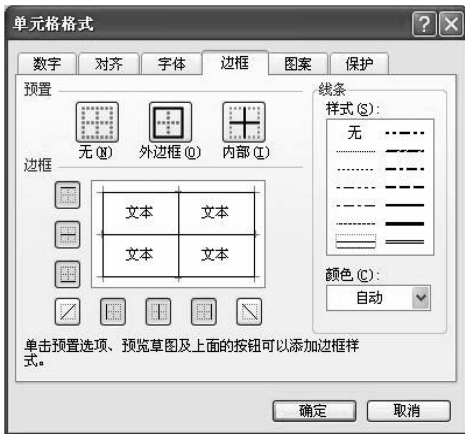 单元格格式
数字 对齐 字体 边框 图案 保护
预置
无(N) 外边框(O) 内部(I)
边框
文本 文本
文本 文本
线条
样式(S):
无
颜色(C):
自动
单击预置选项、预览草图及上面的按钮可以添加边框样
式。
确定 取消